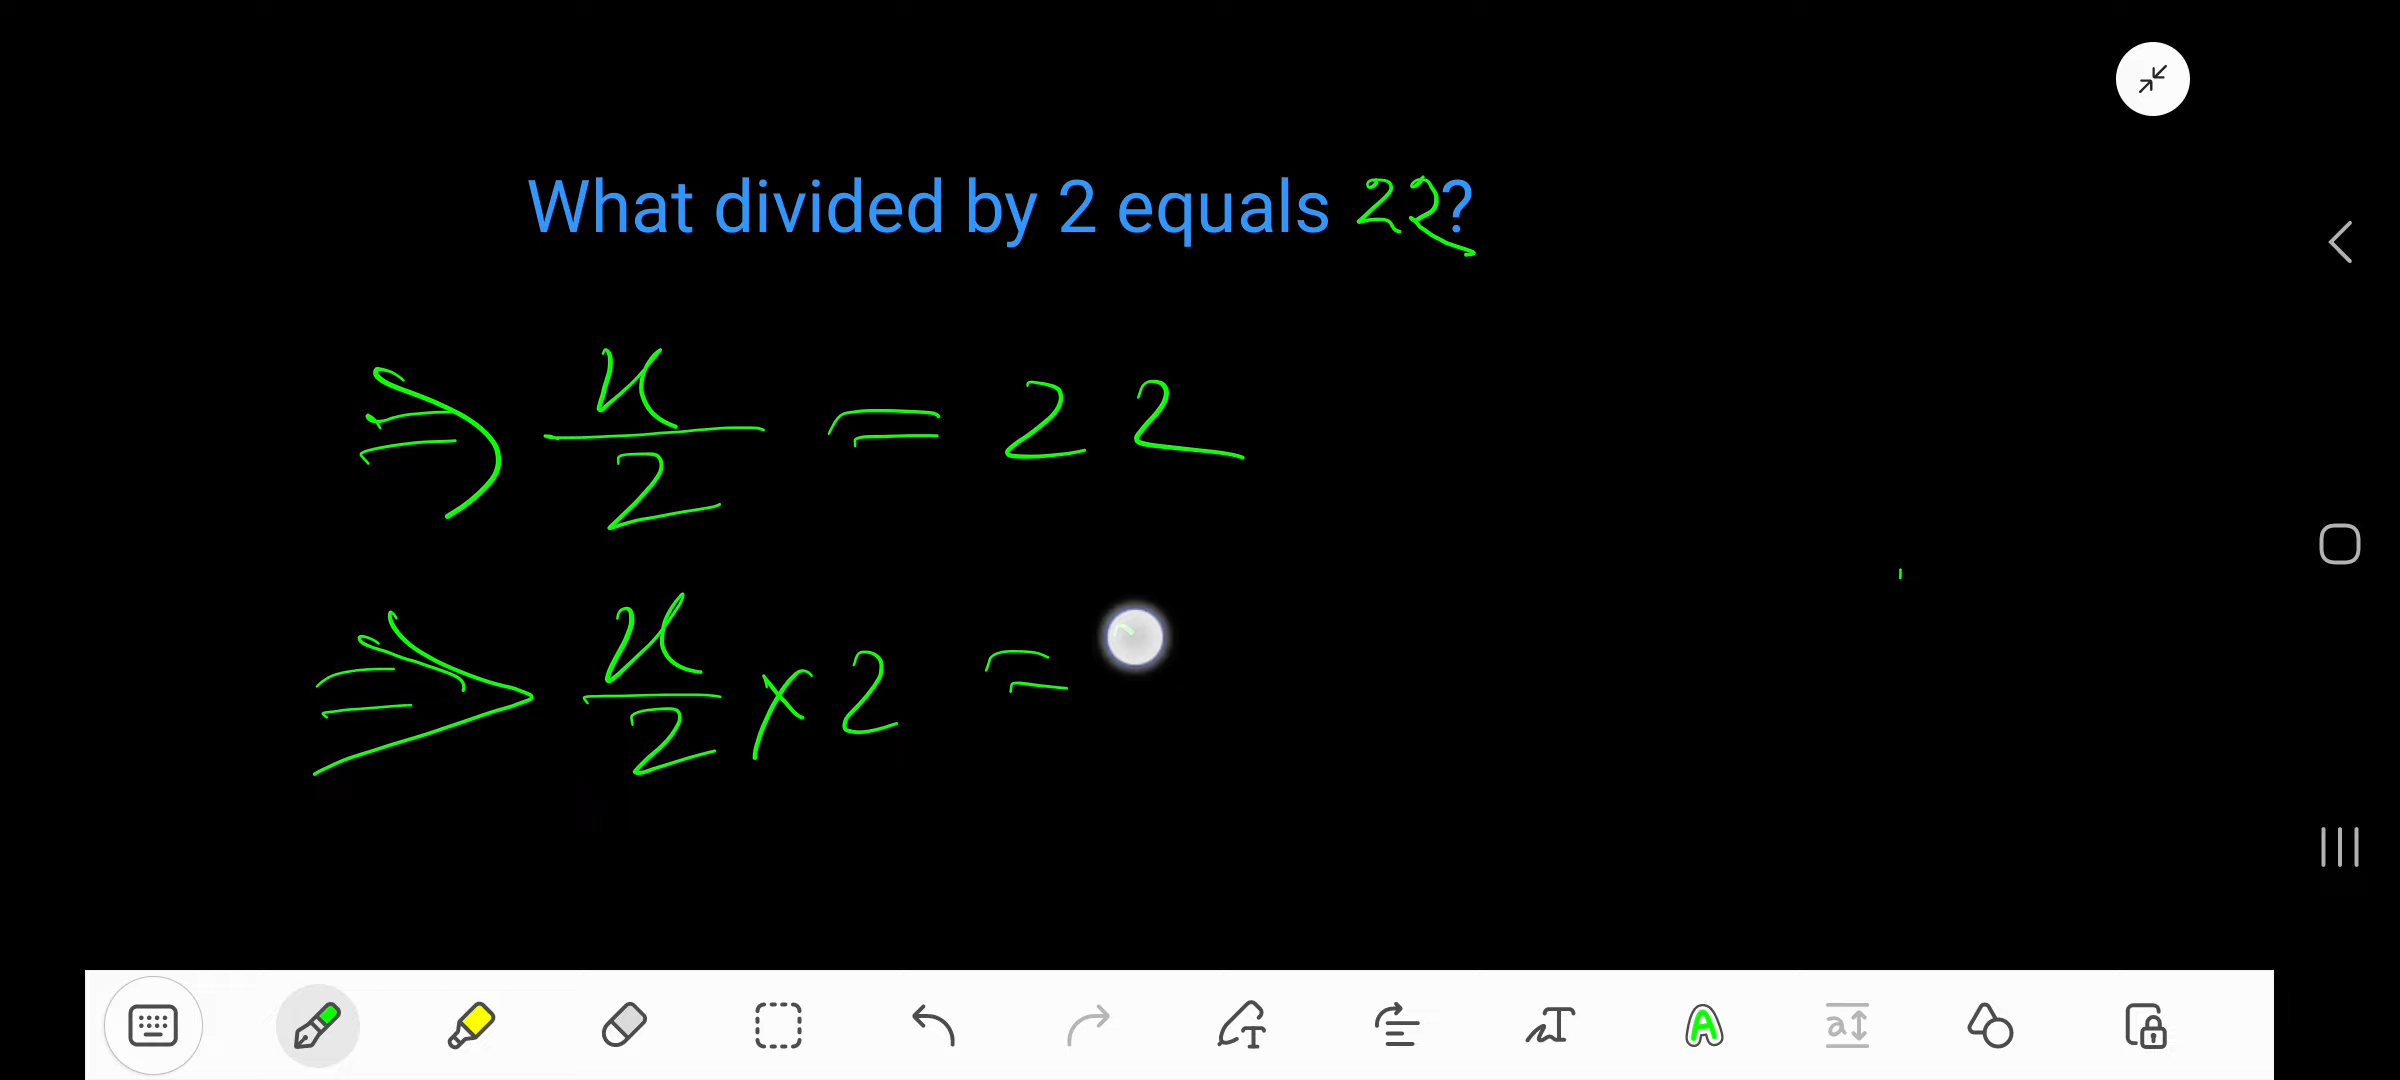 What divided by 2 equals 22?
⇒ x/2 = 22
⇒ x/2 × 2 =